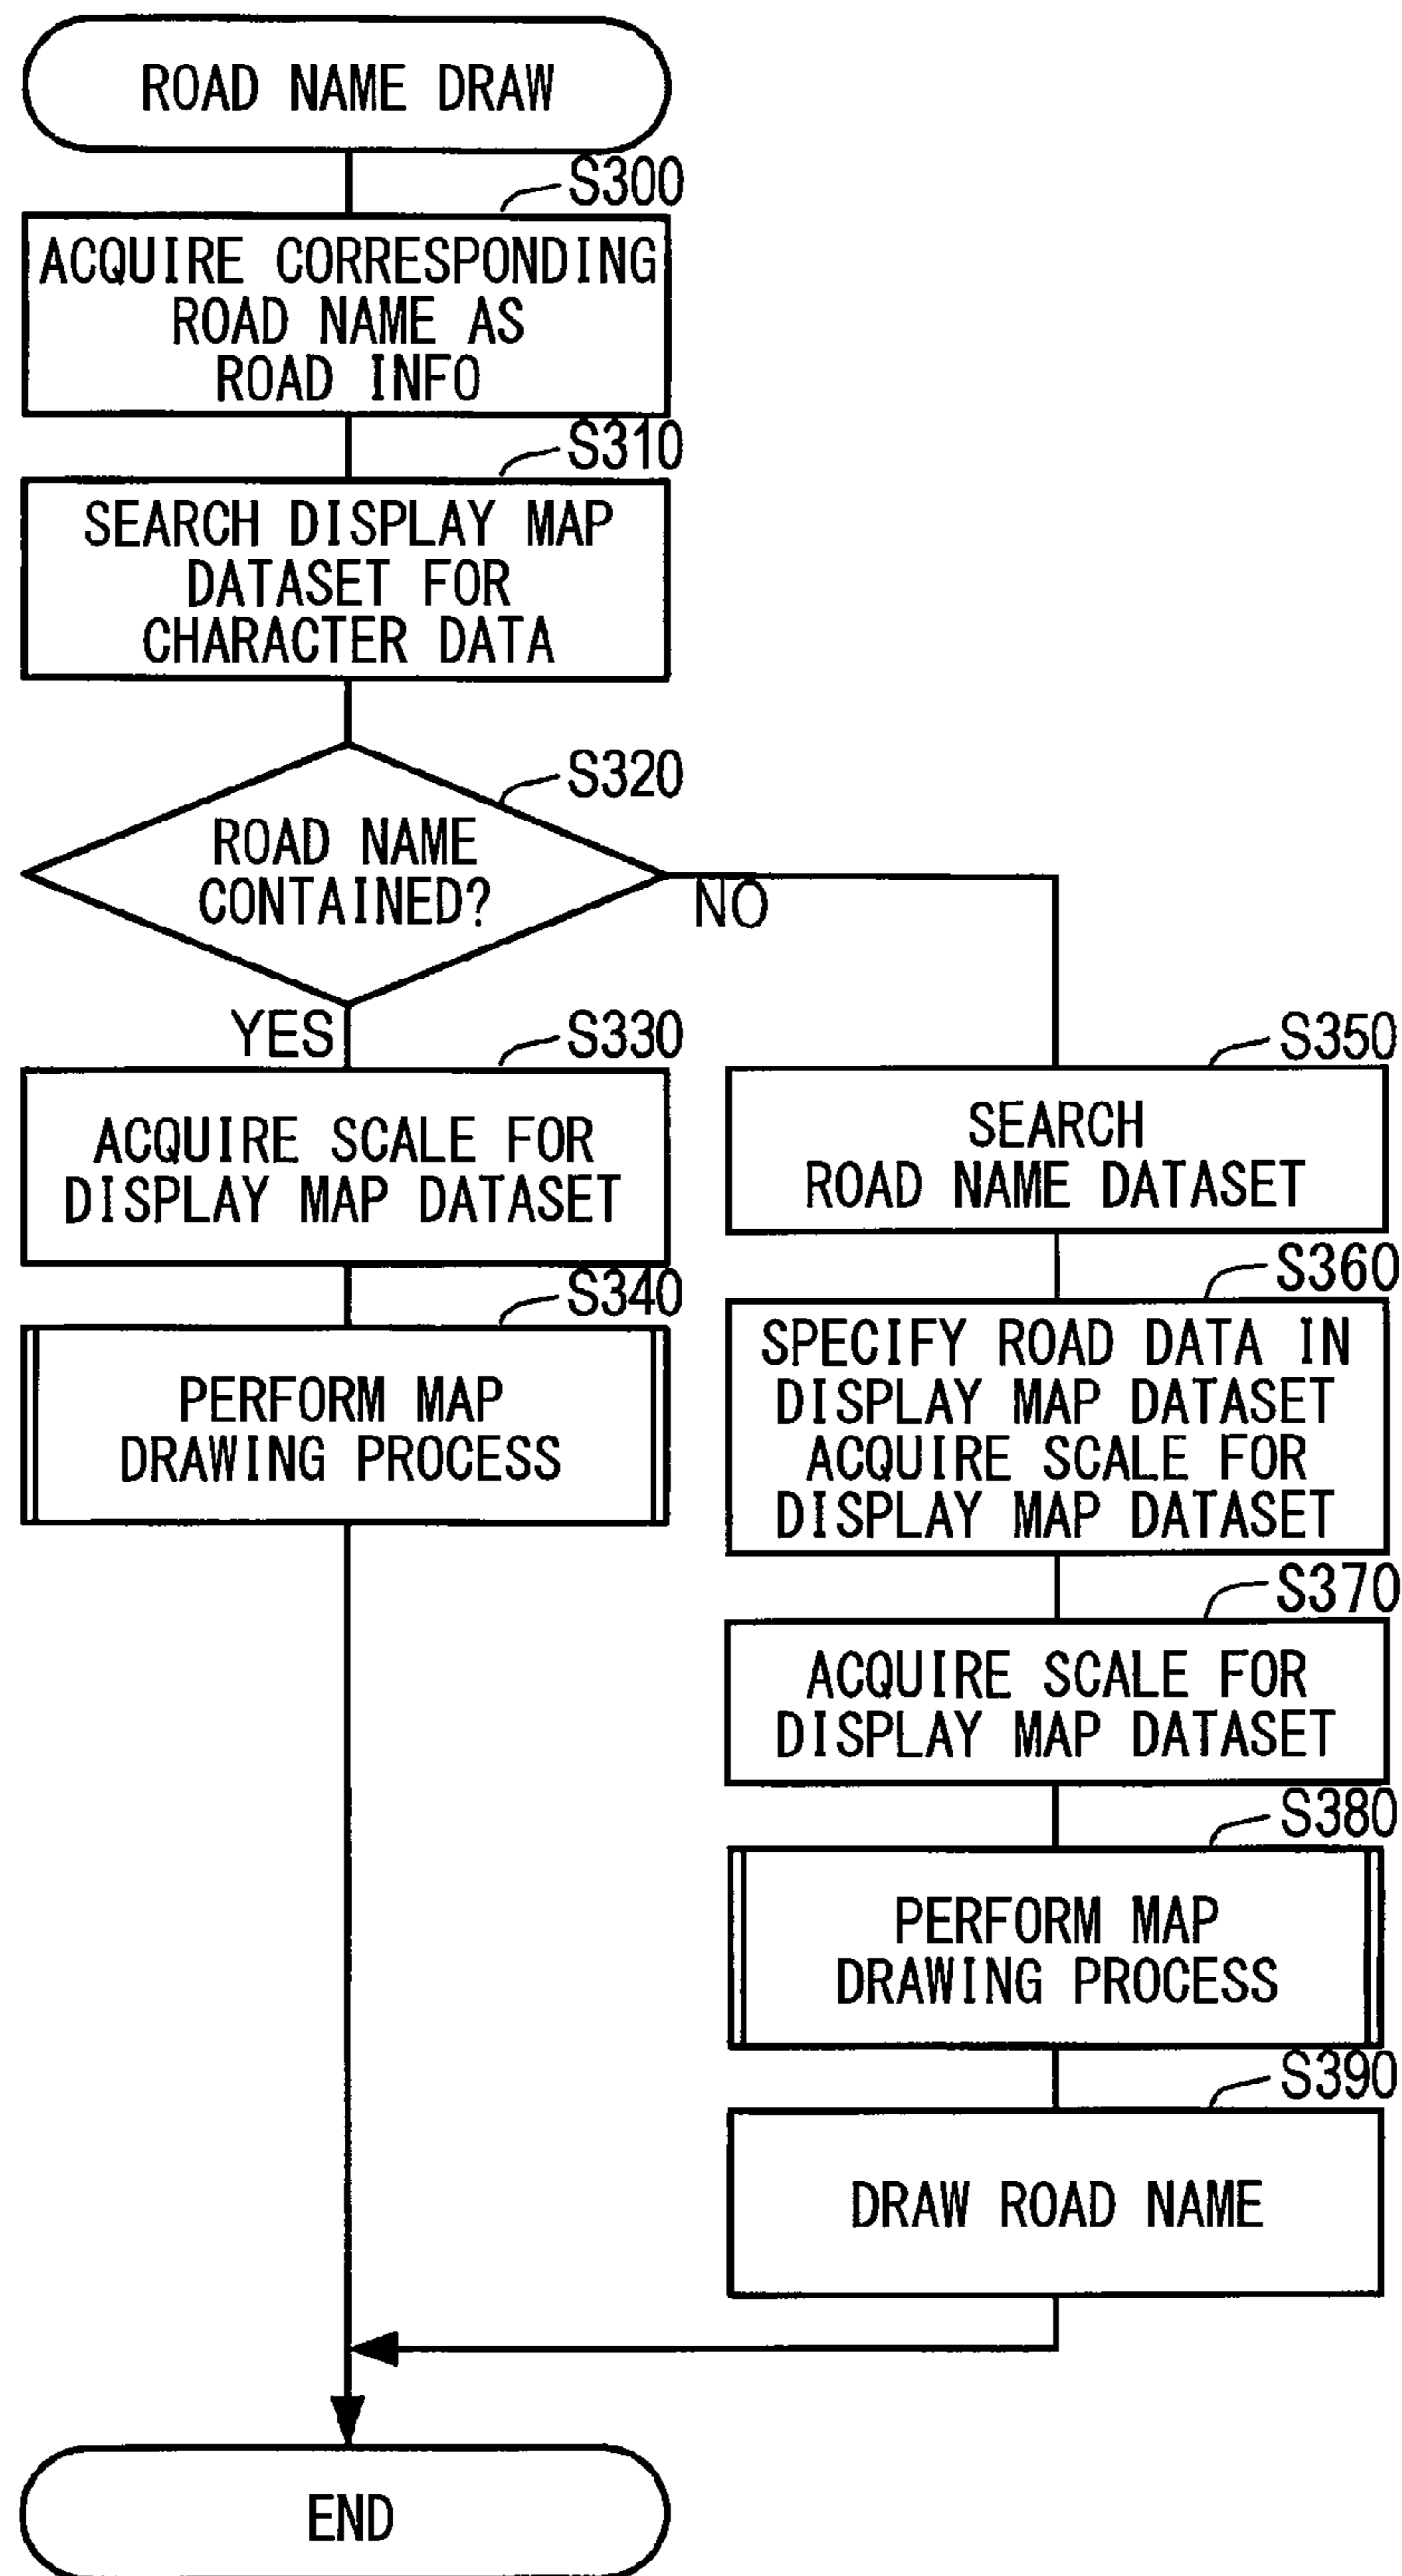 ROAD NAME DRAW
S300
ACQUIRE CORRESPONDING
ROAD NAME AS
ROAD INFO
S310
SEARCH DISPLAY MAP
DATASET FOR
CHARACTER DATA
S320
ROAD NAME
CONTAINED?
NO
YES
S330
ACQUIRE SCALE FOR
DISPLAY MAP DATASET
S340
PERFORM MAP
DRAWING PROCESS
S350
SEARCH
ROAD NAME DATASET
S360
SPECIFY ROAD DATA IN
DISPLAY MAP DATASET
ACQUIRE SCALE FOR
DISPLAY MAP DATASET
S370
ACQUIRE SCALE FOR
DISPLAY MAP DATASET
S380
PERFORM MAP
DRAWING PROCESS
S390
DRAW ROAD NAME
END